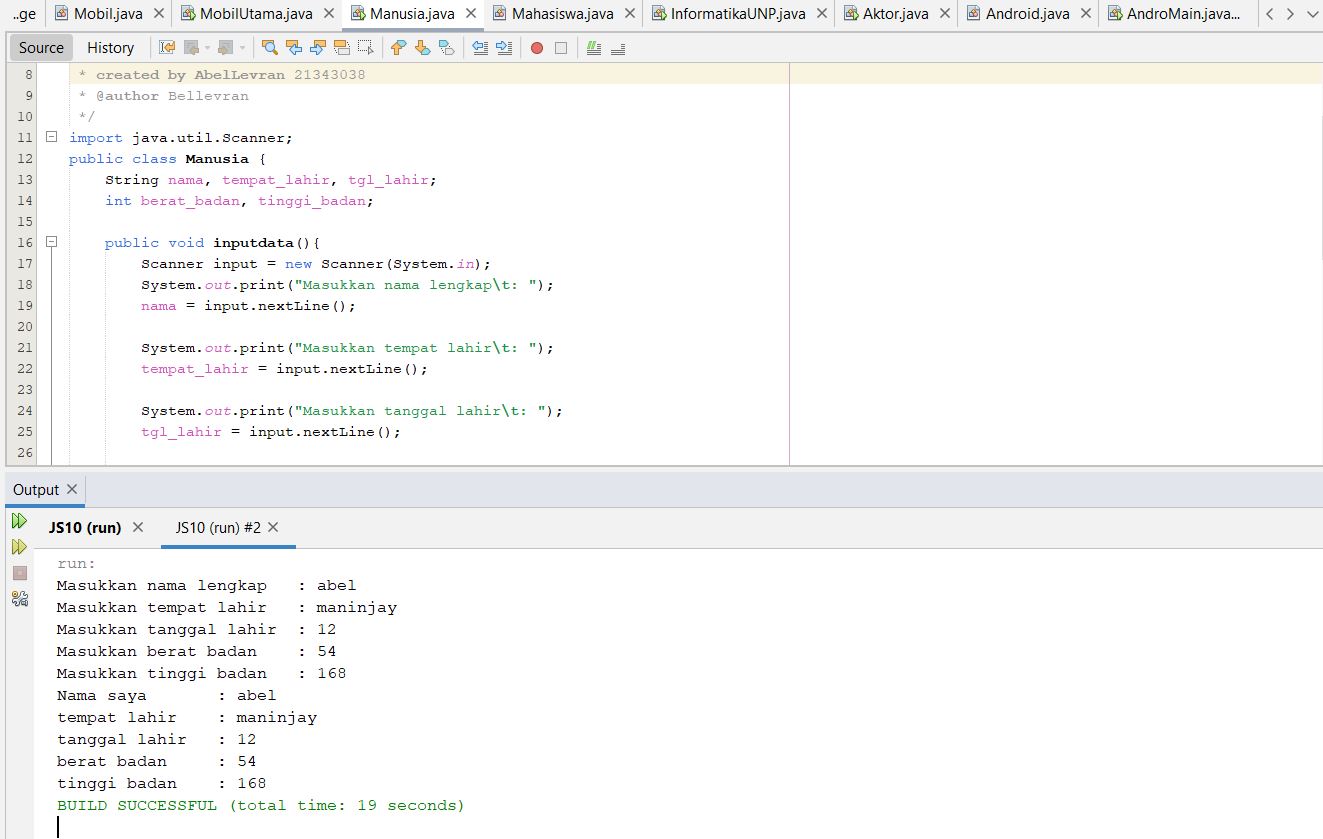 ..ge Mobil.java MobilUtama.java Manusia.java Mahasiswa.java InformatikaUNP.java Aktor.java Android.java AndroMain.java...
Source History
8 * created by AbelLevran 21343038
9 * @author Bellevran
10 */
11 import java.util.Scanner;
12 public class Manusia {
13 String nama, tempat_lahir, tgl_lahir;
14 int berat_badan, tinggi_badan;
15
16 public void inputdata(){
17 Scanner input = new Scanner(System.in);
18 System.out.print("Masukkan nama lengkap\t: ");
19 nama = input.nextLine();
20
21 System.out.print("Masukkan tempat lahir\t: ");
22 tempat_lahir = input.nextLine();
23
24 System.out.print("Masukkan tanggal lahir\t: ");
25 tgl_lahir = input.nextLine();
26
Output
JS10 (run) JS10 (run) #2
run:
Masukkan nama lengkap : abel
Masukkan tempat lahir : maninjay
Masukkan tanggal lahir : 12
Masukkan berat badan : 54
Masukkan tinggi badan : 168
Nama saya : abel
tempat lahir : maninjay
tanggal lahir : 12
berat badan : 54
tinggi badan : 168
BUILD SUCCESSFUL (total time: 19 seconds)